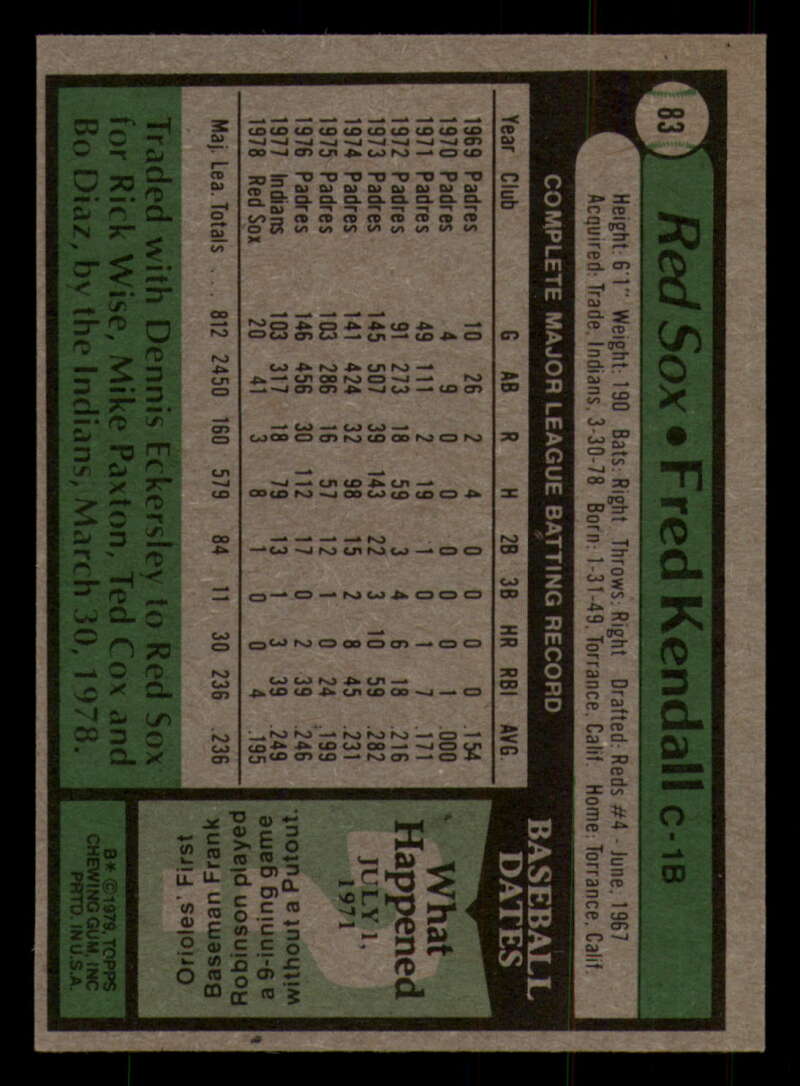 83
Red Sox • Fred Kendall C-1B
Height: 6'1" Weight: 190 Bats: Right Throws: Right Drafted: Reds #4 - June, 1967
Acquired: Trade, Indians, 3-30-78 Born: 1-31-49, Torrance, Calif Home: Torrance, Calif.
COMPLETE MAJOR LEAGUE BATTING RECORD
Year Club G AB R H 2B 3B HR RBI AVG.
1969 Padres 10 26 2 4 0 0 0 0 .154
1970 Padres 4 9 0 0 0 0 0 1 .000
1971 Padres 49 111 2 19 1 0 1 7 .171
1972 Padres 91 273 18 59 3 4 6 18 .216
1973 Padres 145 507 39 143 22 3 10 59 .282
1974 Padres 141 424 32 98 15 2 8 45 .231
1975 Padres 103 286 16 57 12 1 0 24 .199
1976 Padres 146 456 30 112 17 0 2 39 .246
1977 Indians 103 317 18 79 13 1 3 39 .249
1978 Red Sox 20 41 3 8 1 0 0 4 .195
Maj. Lea. Totals . . . 812 2450 160 579 84 11 30 236 .236
Traded with Dennis Eckersley to Red Sox
for Rick Wise, Mike Paxton, Ted Cox and
Bo Diaz, by the Indians, March 30, 1978.
BASEBALL
DATES
What
Happened
JULY 1,
1971
Orioles' First
Baseman Frank
Robinson played
a 9-inning game
without a Putout.
B* ©1979, TOPPS
CHEWING GUM, INC
PRTD. IN U.S.A.